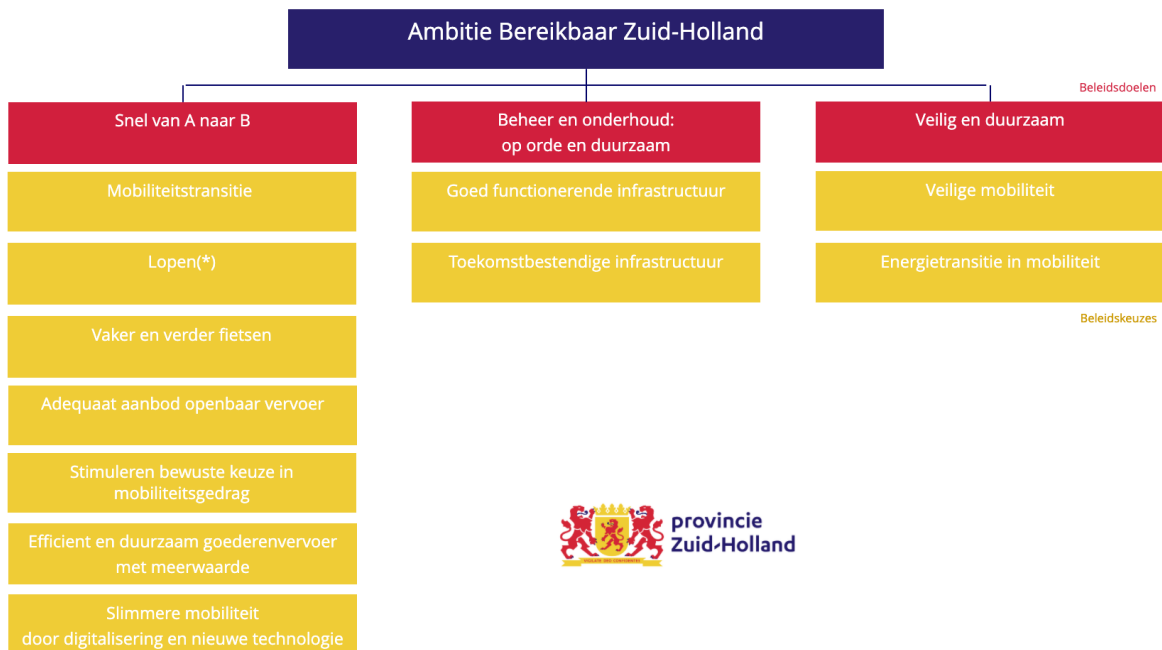 Ambitie Bereikbaar Zuid-Holland
Beleidsdoelen
Snel van A naar B
Mobiliteitstransitie
Lopen(*)
Vaker en verder fietsen
Adequaat aanbod openbaar vervoer
Stimuleren bewuste keuze in
mobiliteitsgedrag
Efficient en duurzaam goederenvervoer
met meerwaarde
Slimmere mobiliteit
door digitalisering en nieuwe technologie
Beheer en onderhoud:
op orde en duurzaam
Goed functionerende infrastructuur
Toekomstbestendige infrastructuur
Veilig en duurzaam
Veilige mobiliteit
Energietransitie in mobiliteit
Beleidskeuzes
provincie
Zuid-Holland